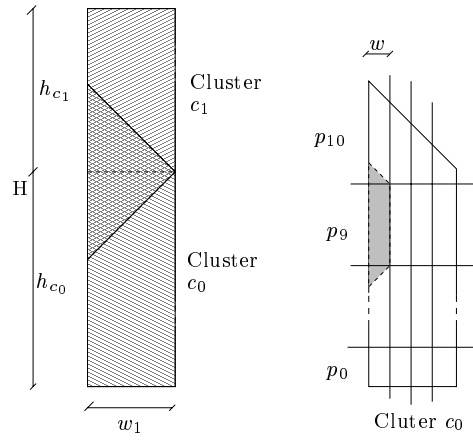 h_{c_1}
H
h_{c_0}
w_1
Cluster
c_1
Cluster
c_0
w
p_{10}
p_9
p_0
Cluter c_0